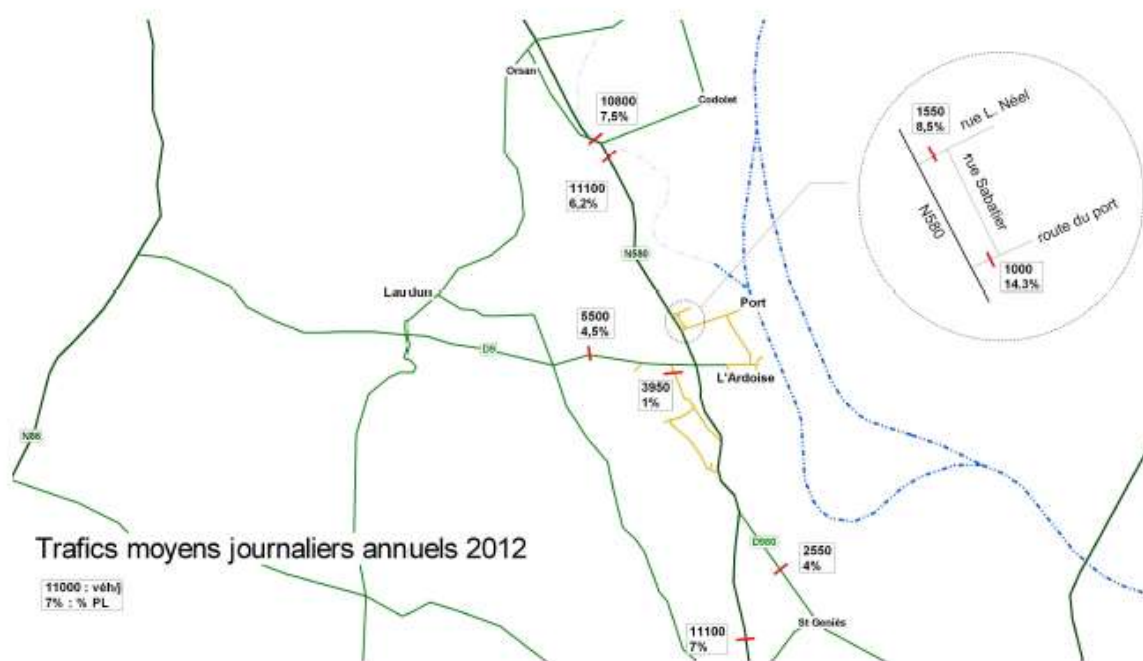 Orsan
Codolet
10800
7,5%
1550
8,5%
rue L. Néel
rue Sabatier
N580
route du port
1000
14,3%
11100
6,2%
N580
Laudun
Port
5500
4,5%
D9
L'Ardoise
3950
1%
N86
Trafics moyens journaliers annuels 2012
11000 : véh/j
7% : % PL
D980
2550
4%
St Geniés
11100
7%